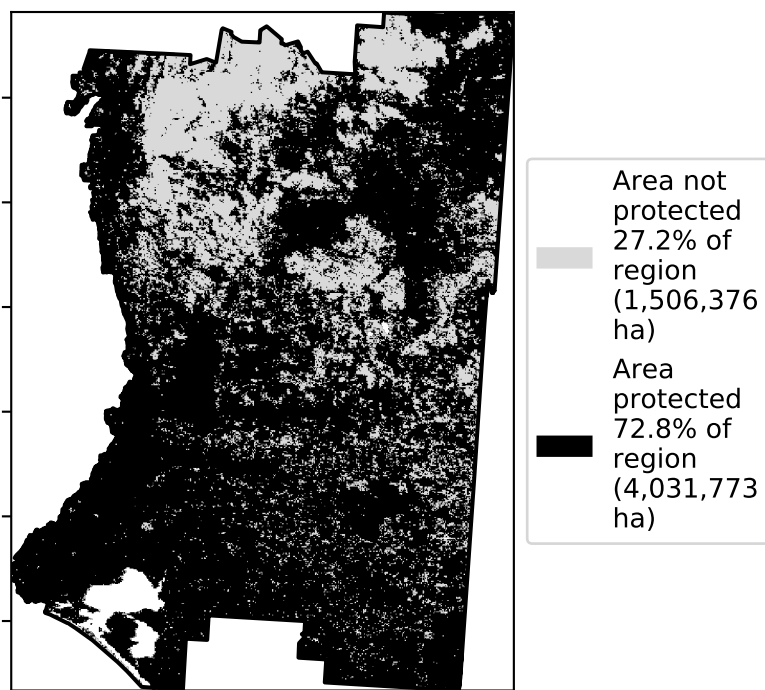 Area not
protected
27.2% of
region
(1,506,376
ha)
Area
protected
72.8% of
region
(4,031,773
ha)